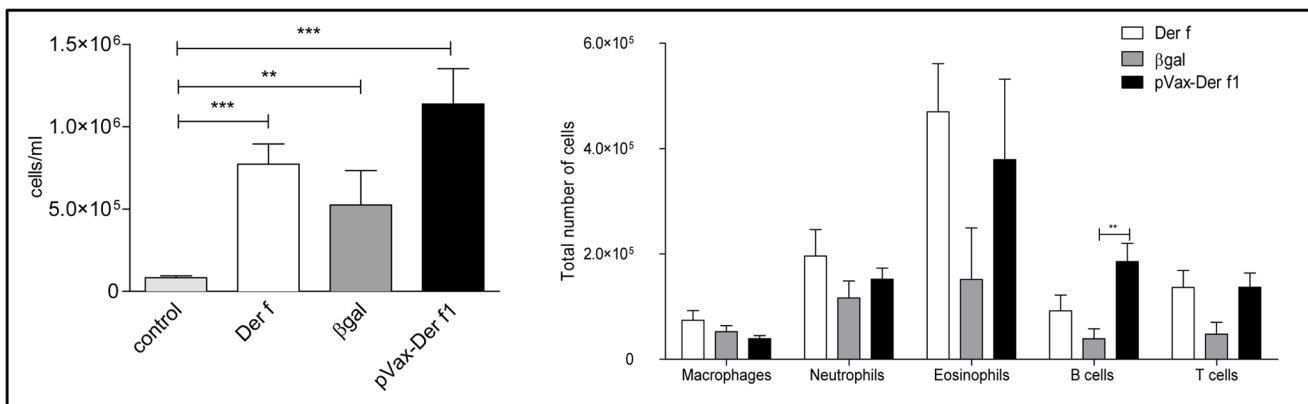 1.5×10⁶
1.0×10⁶
5.0×10⁵
0
cells/ml
***
**
***
control
Der f
βgal
pVax-Der f1
6.0×10⁵
4.0×10⁵
2.0×10⁵
0
Total number of cells
Der f
βgal
pVax-Der f1
**
Macrophages
Neutrophils
Eosinophils
B cells
T cells